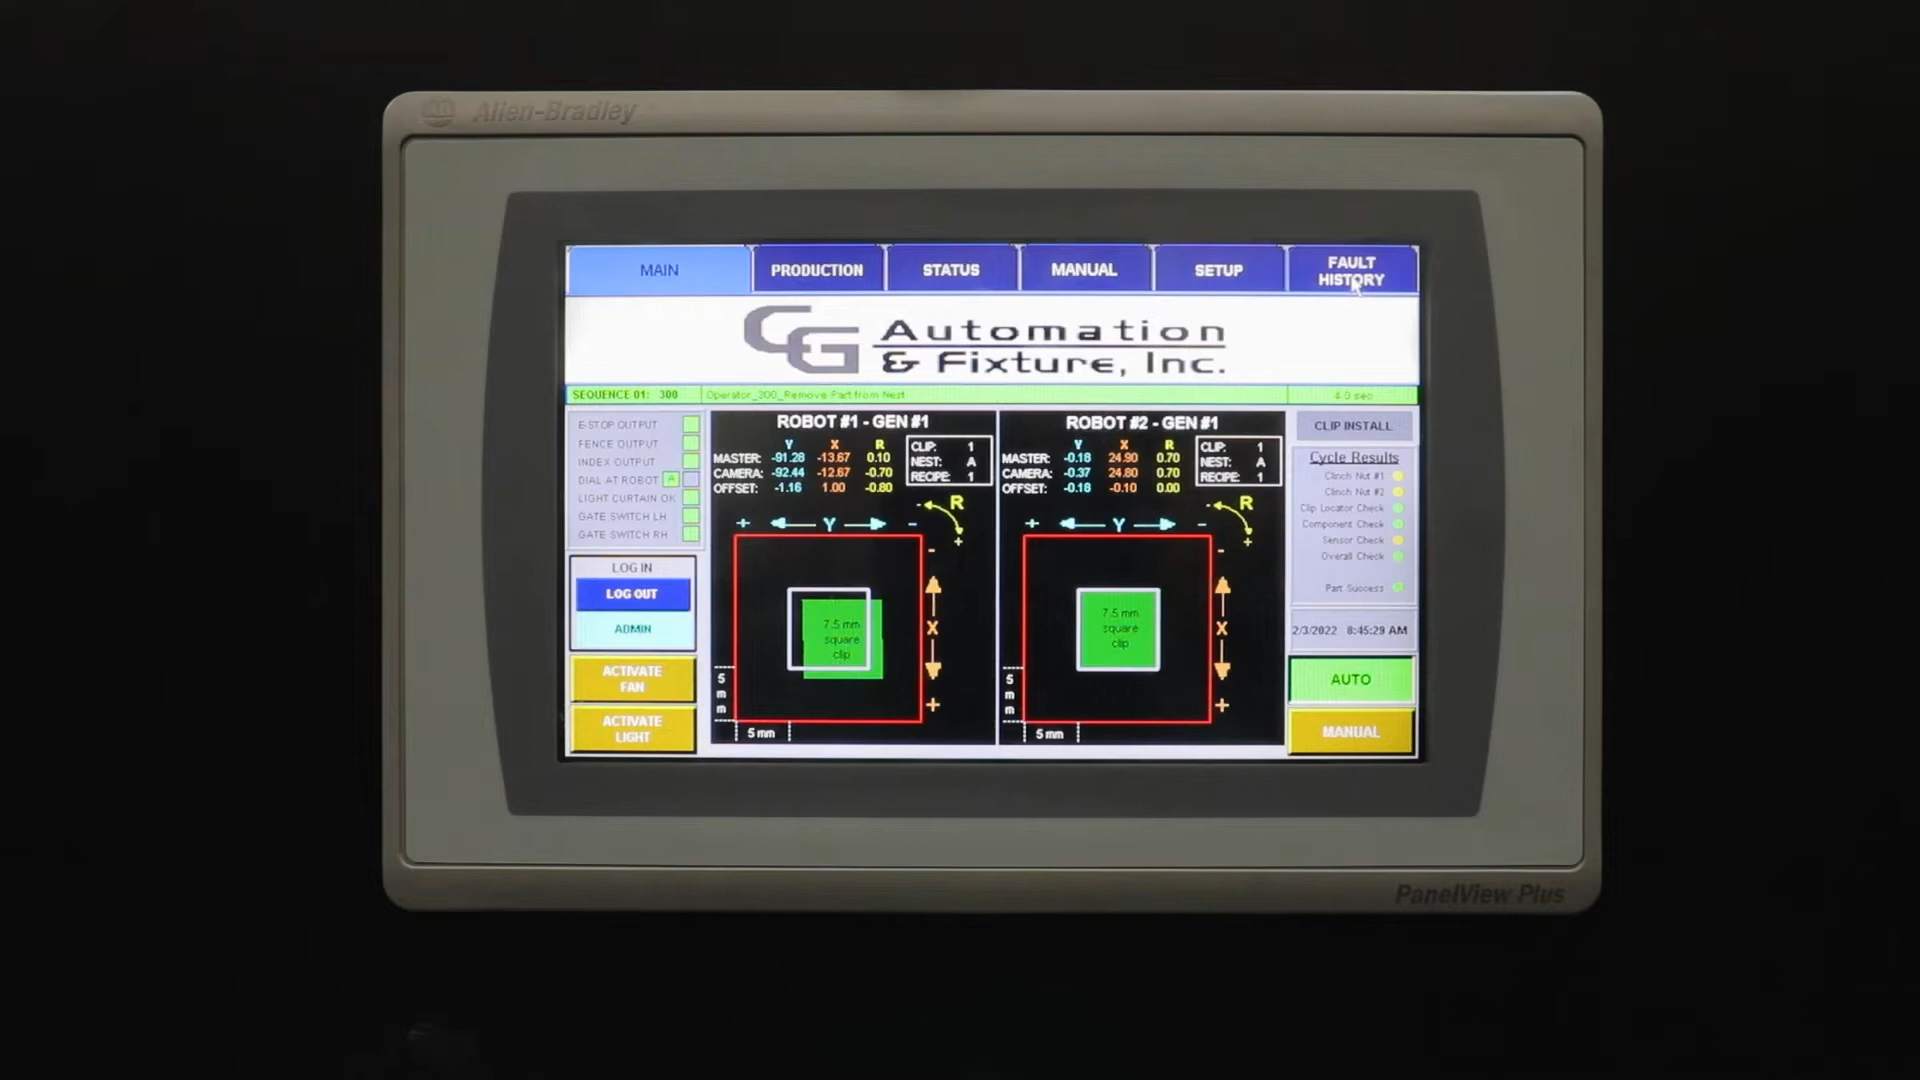 Allen-Bradley
MAIN
PRODUCTION
STATUS
MANUAL
SETUP
FAULT
HISTORY
CG Automation
& Fixture, Inc.
SEQUENCE 01: 300
Operator_300_Remove Part from Nest
4.9 sec
E-STOP OUTPUT
FENCE OUTPUT
INDEX OUTPUT
DIAL AT ROBOT A
LIGHT CURTAIN OK
GATE SWITCH LH
GATE SWITCH RH
LOG IN
LOG OUT
ADMIN
ACTIVATE
FAN
ACTIVATE
LIGHT
ROBOT #1 - GEN #1
Y X R
MASTER: -91.28 -13.67 0.10
CAMERA: -92.44 -12.67 -0.70
OFFSET: -1.16 1.00 -0.80
CLIP: 1
NEST: A
RECIPE: 1
- R
+
+ Y -
-
X
+
7.5 mm
square
clip
5
m
m
5 mm
ROBOT #2 - GEN #1
Y X R
MASTER: -0.18 24.90 0.70
CAMERA: -0.37 24.80 0.70
OFFSET: -0.18 -0.10 0.00
CLIP: 1
NEST: A
RECIPE: 1
- R
+
+ Y -
-
X
+
7.5 mm
square
clip
5
m
m
5 mm
CLIP INSTALL
Cycle Results
Clinch Nut #1
Clinch Nut #2
Clip Locator Check
Component Check
Sensor Check
Overall Check
Part Success
2/3/2022 8:45:29 AM
AUTO
MANUAL
PanelView Plus